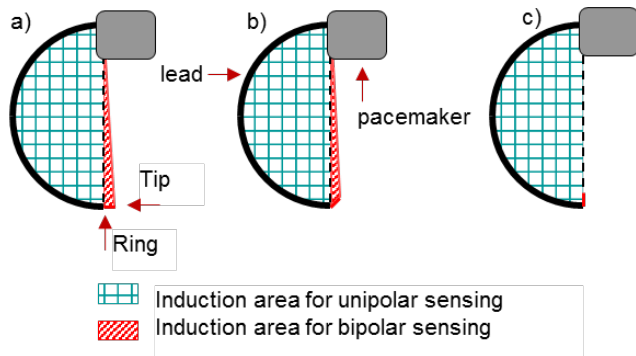 a)
b)
c)
lead
pacemaker
Tip
Ring
Induction area for unipolar sensing
Induction area for bipolar sensing